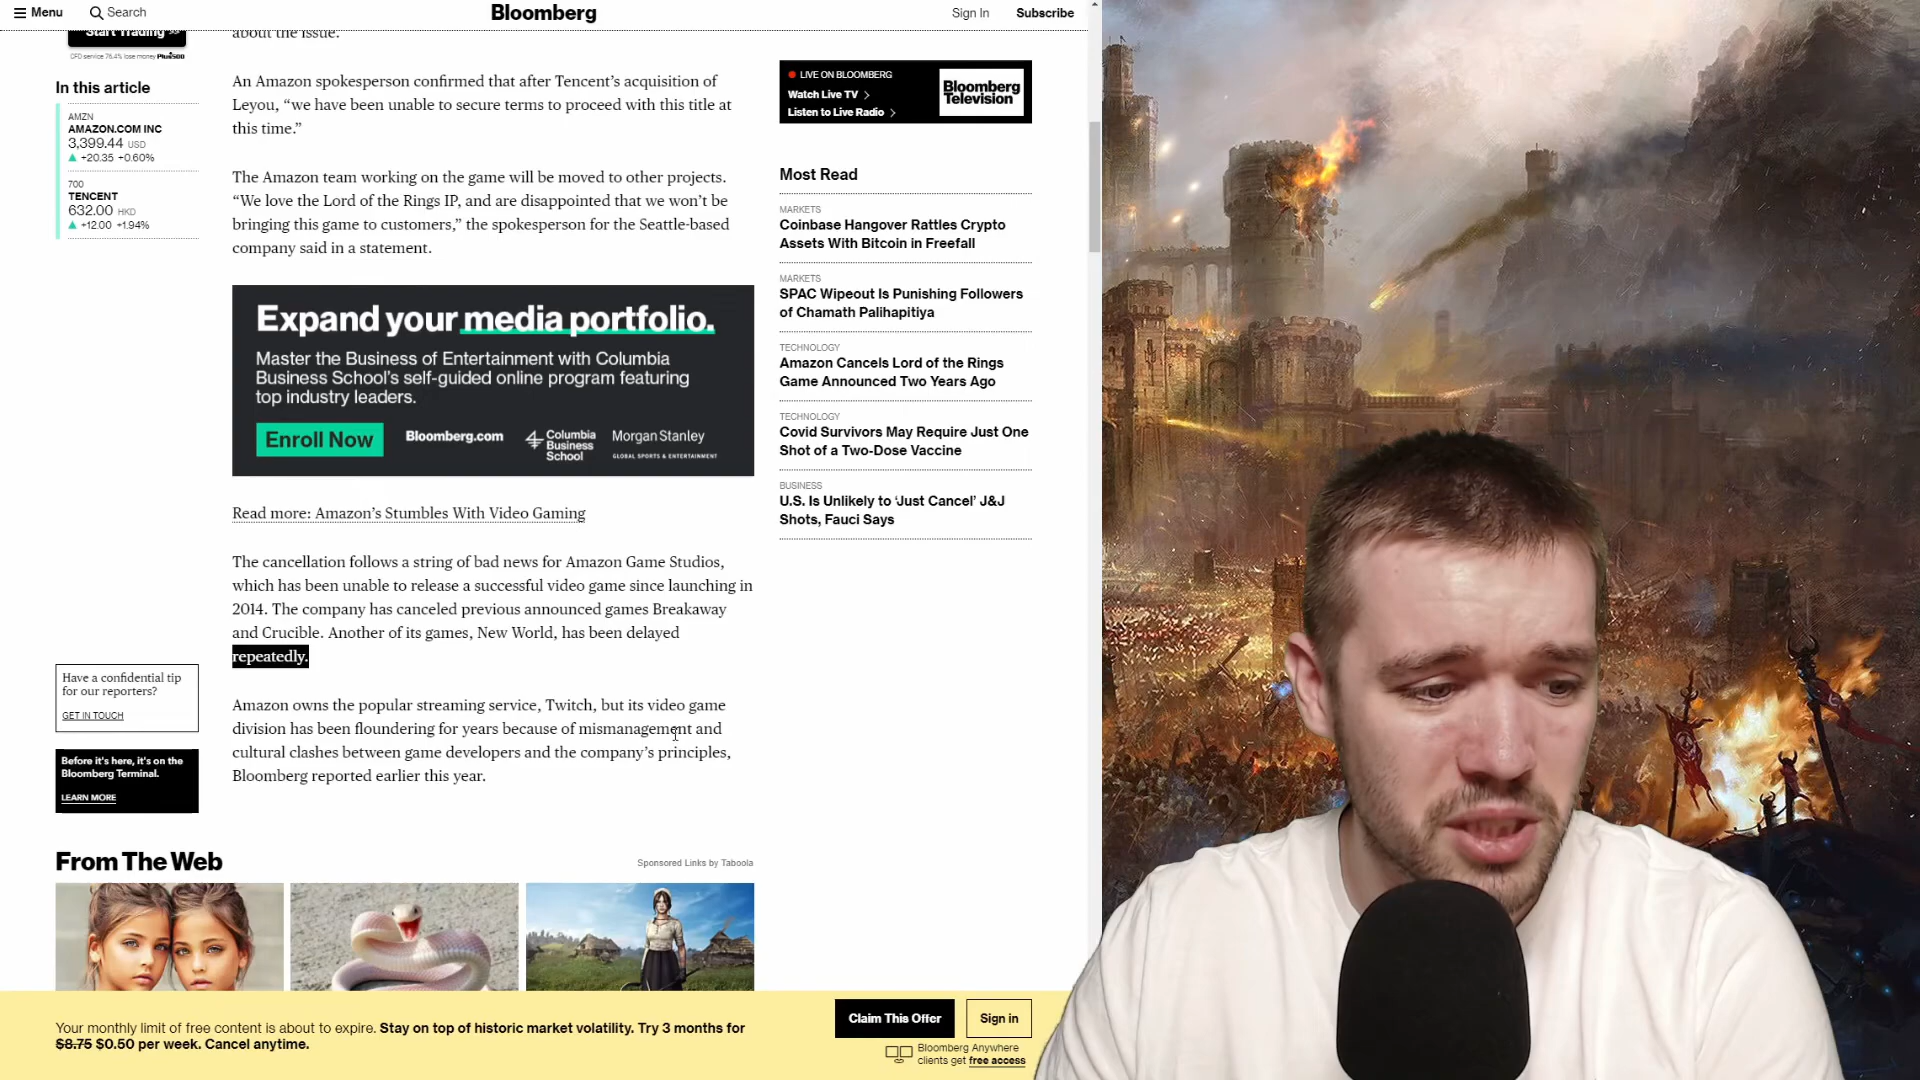 Menu
Search
Bloomberg
Sign In
Subscribe
Start Trading >>
CFD service 76.4% lose money Plus500
In this article
AMZN
AMAZON.COM INC
3,399.44 USD
+20.35 +0.60%
700
TENCENT
632.00 HKD
+12.00 +1.94%
about the issue.
An Amazon spokesperson confirmed that after Tencent’s acquisition of
Leyou, “we have been unable to secure terms to proceed with this title at
this time.”
The Amazon team working on the game will be moved to other projects.
“We love the Lord of the Rings IP, and are disappointed that we won’t be
bringing this game to customers,” the spokesperson for the Seattle-based
company said in a statement.
Expand your media portfolio.
Master the Business of Entertainment with Columbia
Business School’s self-guided online program featuring
top industry leaders.
Enroll Now
Bloomberg.com
Columbia
Business
School
Morgan Stanley
GLOBAL SPORTS & ENTERTAINMENT
Read more: Amazon’s Stumbles With Video Gaming
The cancellation follows a string of bad news for Amazon Game Studios,
which has been unable to release a successful video game since launching in
2014. The company has canceled previous announced games Breakaway
and Crucible. Another of its games, New World, has been delayed
repeatedly.
Amazon owns the popular streaming service, Twitch, but its video game
division has been floundering for years because of mismanagement and
cultural clashes between game developers and the company’s principles,
Bloomberg reported earlier this year.
LIVE ON BLOOMBERG
Watch Live TV >
Listen to Live Radio >
Bloomberg
Television
Most Read
MARKETS
Coinbase Hangover Rattles Crypto
Assets With Bitcoin in Freefall
MARKETS
SPAC Wipeout Is Punishing Followers
of Chamath Palihapitiya
TECHNOLOGY
Amazon Cancels Lord of the Rings
Game Announced Two Years Ago
TECHNOLOGY
Covid Survivors May Require Just One
Shot of a Two-Dose Vaccine
BUSINESS
U.S. Is Unlikely to ‘Just Cancel’ J&J
Shots, Fauci Says
Have a confidential tip
for our reporters?
GET IN TOUCH
Before it's here, it's on the
Bloomberg Terminal.
LEARN MORE
From The Web
Sponsored Links by Taboola
Your monthly limit of free content is about to expire. Stay on top of historic market volatility. Try 3 months for
$8.75 $0.50 per week. Cancel anytime.
Claim This Offer
Sign in
Bloomberg Anywhere
clients get free access